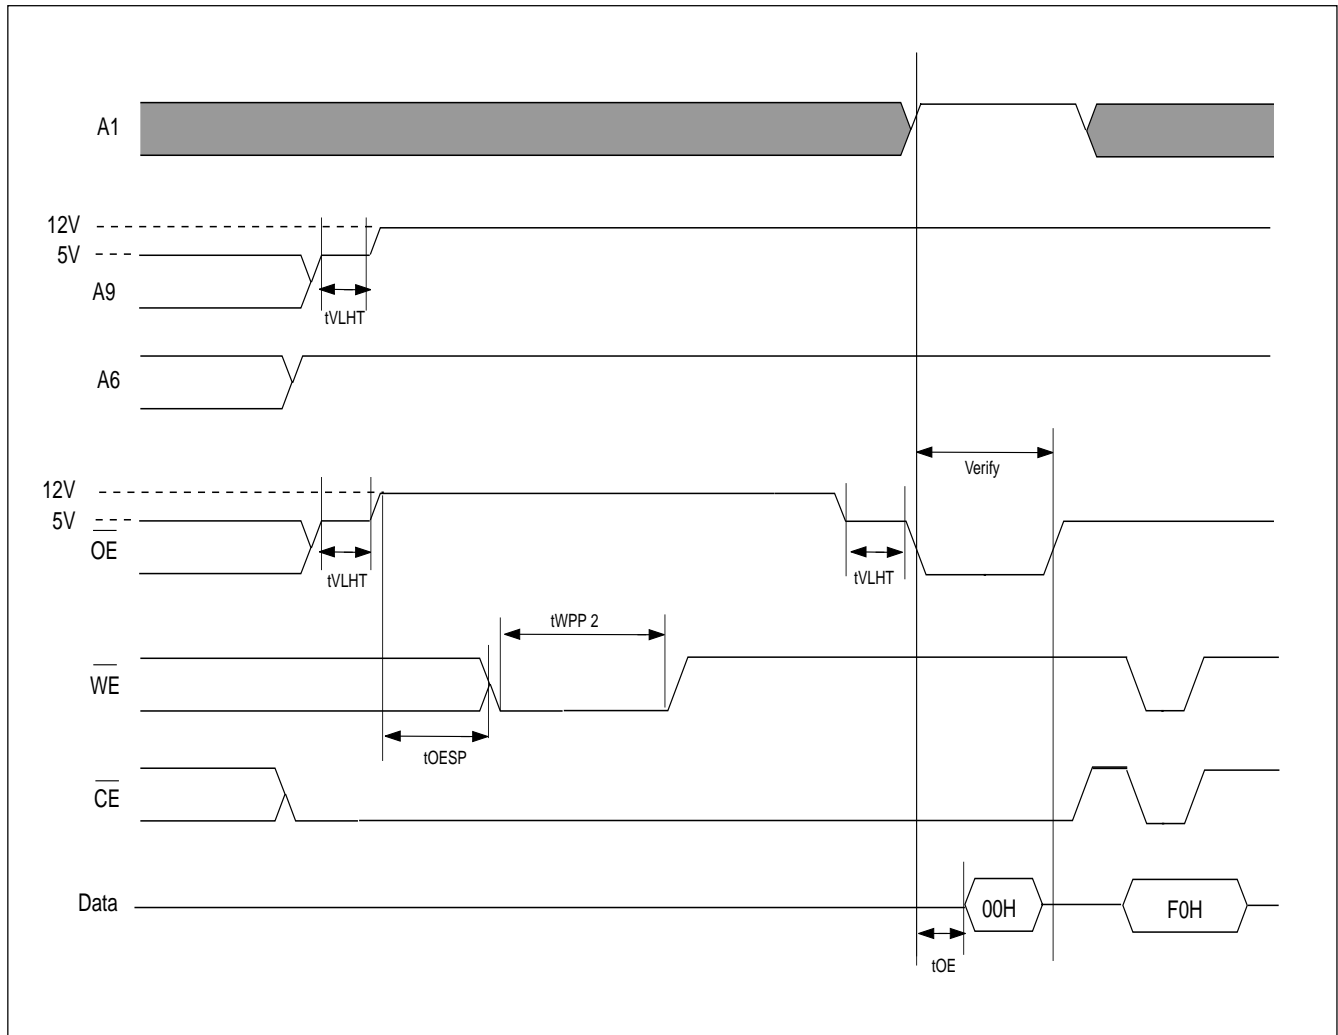 A1
12V
5V
A9
tVLHT
A6
Verify
12V
5V
OE
tVLHT
tVLHT
tWPP 2
WE
tOESP
CE
Data
00H
F0H
tOE